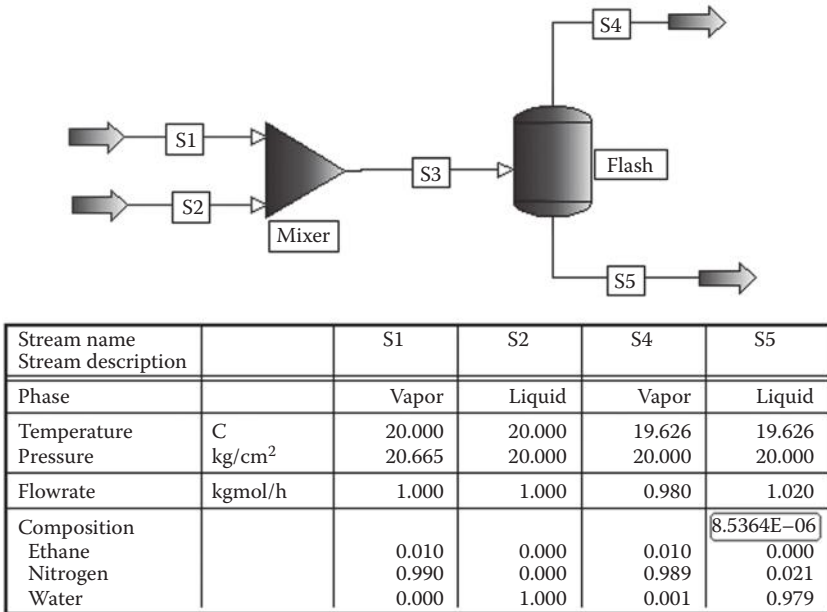 S4
S1
S3
Flash
S2
Mixer
S5
Stream name S1 S2 S4 S5
Stream description
Phase Vapor Liquid Vapor Liquid
Temperature C 20.000 20.000 19.626 19.626
Pressure kg/cm² 20.665 20.000 20.000 20.000
Flowrate kgmol/h 1.000 1.000 0.980 1.020
Composition 8.5364E–06
Ethane 0.010 0.000 0.010 0.000
Nitrogen 0.990 0.000 0.989 0.021
Water 0.000 1.000 0.001 0.979